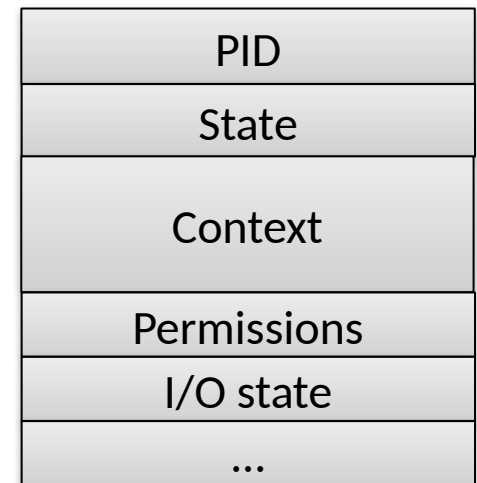 PID
State
Context
Permissions
I/O state
...